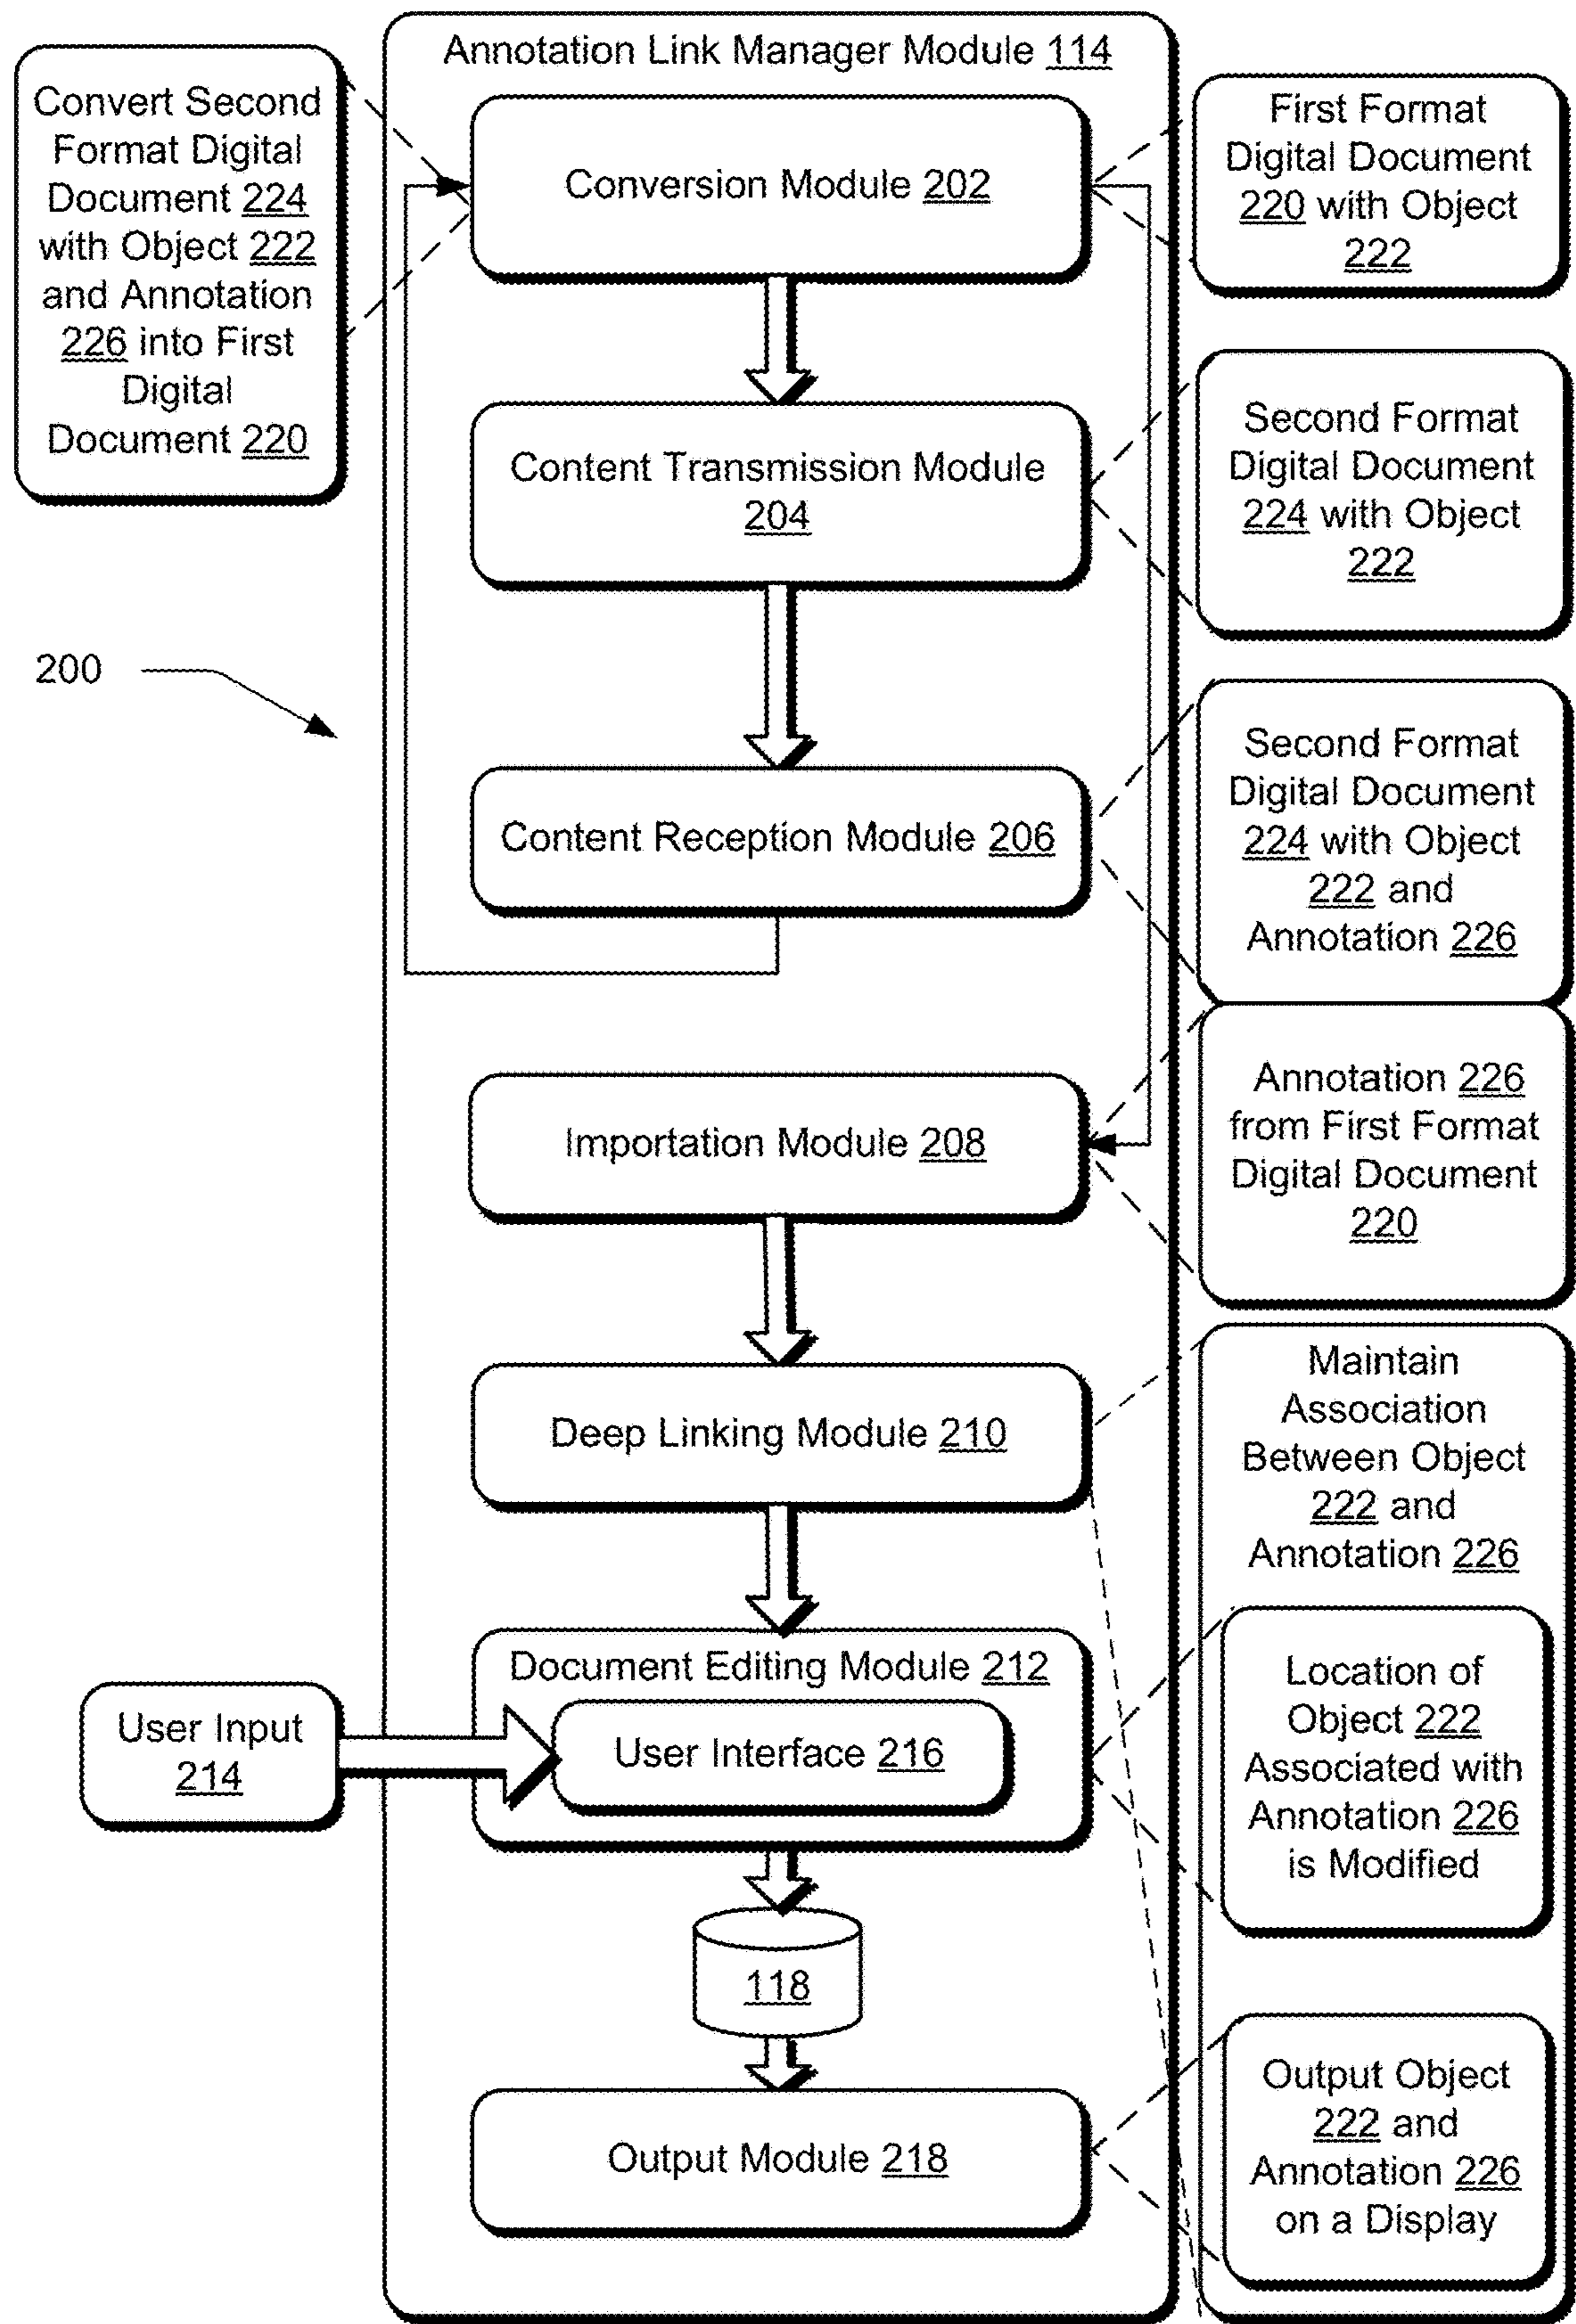 Annotation Link Manager Module 114
Convert Second
Format Digital
Document 224
with Object 222
and Annotation
226 into First
Digital
Document 220
Conversion Module 202
First Format
Digital Document
220 with Object
222
Content Transmission Module
204
Second Format
Digital Document
224 with Object
222
200
Content Reception Module 206
Second Format
Digital Document
224 with Object
222 and
Annotation 226
Importation Module 208
Annotation 226
from First Format
Digital Document
220
Deep Linking Module 210
Maintain
Association
Between Object
222 and
Annotation 226
Document Editing Module 212
User Input
214
User Interface 216
Location of
Object 222
Associated with
Annotation 226
is Modified
118
Output Module 218
Output Object
222 and
Annotation 226
on a Display